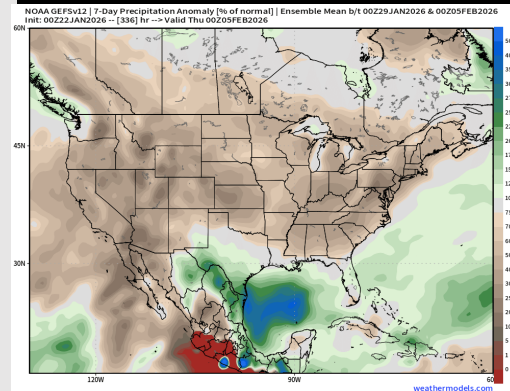 NOAA GEFSv12 | 7-Day Precipitation Anomaly [% of normal] | Ensemble Mean b/t 00Z29JAN2026 & 00Z05FEB2026
Init: 00Z22JAN2026 -- [336] hr --> Valid Thu 00Z05FEB2026
60N
45N
30N
120W
90W
60
weathermodels.com